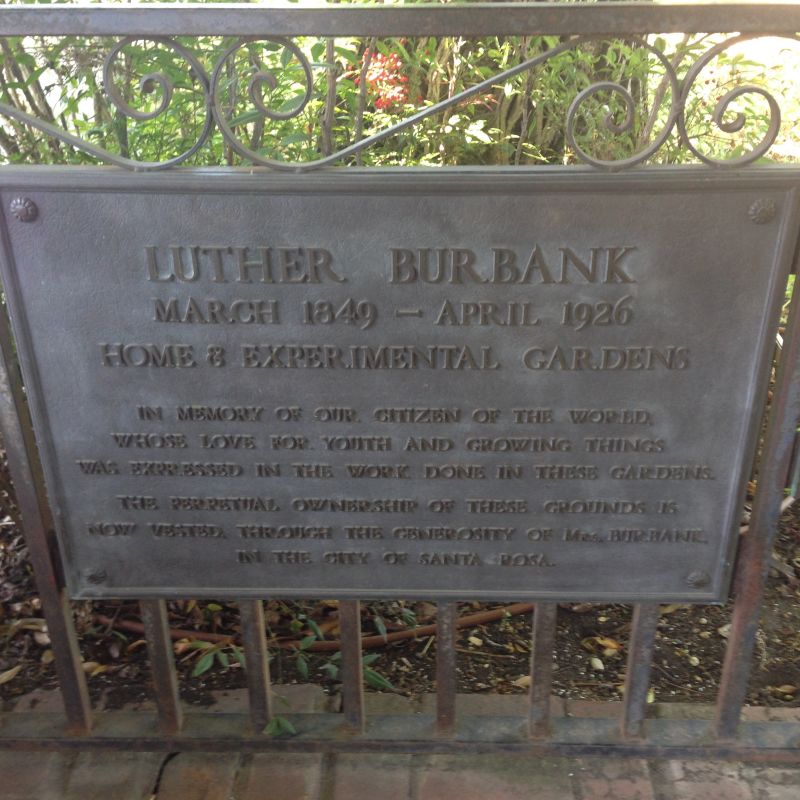 LUTHER BURBANK
MARCH 1849 – APRIL 1926
HOME & EXPERIMENTAL GARDENS
IN MEMORY OF OUR CITIZEN OF THE WORLD,
WHOSE LOVE FOR YOUTH AND GROWING THINGS
WAS EXPRESSED IN THE WORK DONE IN THESE GARDENS.
THE PERPETUAL OWNERSHIP OF THESE GROUNDS IS
NOW VESTED, THROUGH THE GENEROSITY OF MRS. BURBANK,
IN THE CITY OF SANTA ROSA.